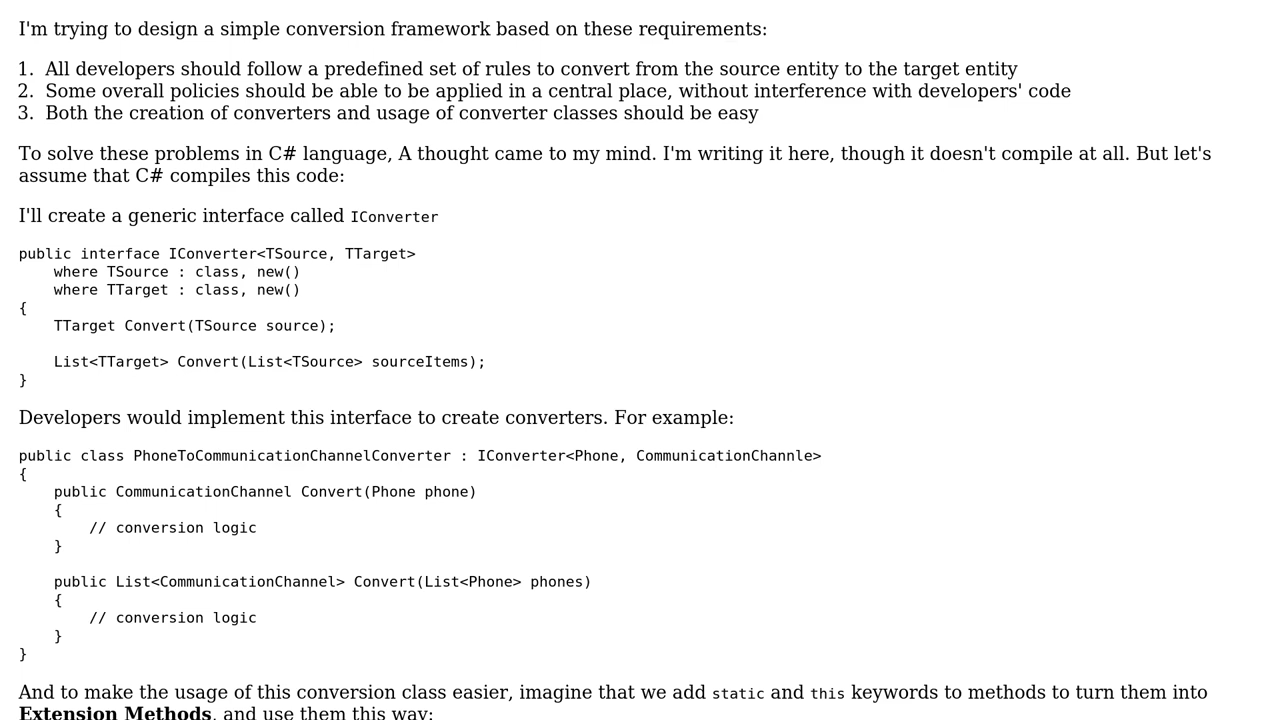 I'm trying to design a simple conversion framework based on these requirements:
1. All developers should follow a predefined set of rules to convert from the source entity to the target entity
2. Some overall policies should be able to be applied in a central place, without interference with developers' code
3. Both the creation of converters and usage of converter classes should be easy
To solve these problems in C# language, A thought came to my mind. I'm writing it here, though it doesn't compile at all. But let's
assume that C# compiles this code:
I'll create a generic interface called IConverter
public interface IConverter<TSource, TTarget>
    where TSource : class, new()
    where TTarget : class, new()
{
    TTarget Convert(TSource source);
    List<TTarget> Convert(List<TSource> sourceItems);
}
Developers would implement this interface to create converters. For example:
public class PhoneToCommunicationChannelConverter : IConverter<Phone, CommunicationChannle>
{
    public CommunicationChannel Convert(Phone phone)
    {
        // conversion logic
    }
    public List<CommunicationChannel> Convert(List<Phone> phones)
    {
        // conversion logic
    }
}
And to make the usage of this conversion class easier, imagine that we add static and this keywords to methods to turn them into
Extension Methods, and use them this way: